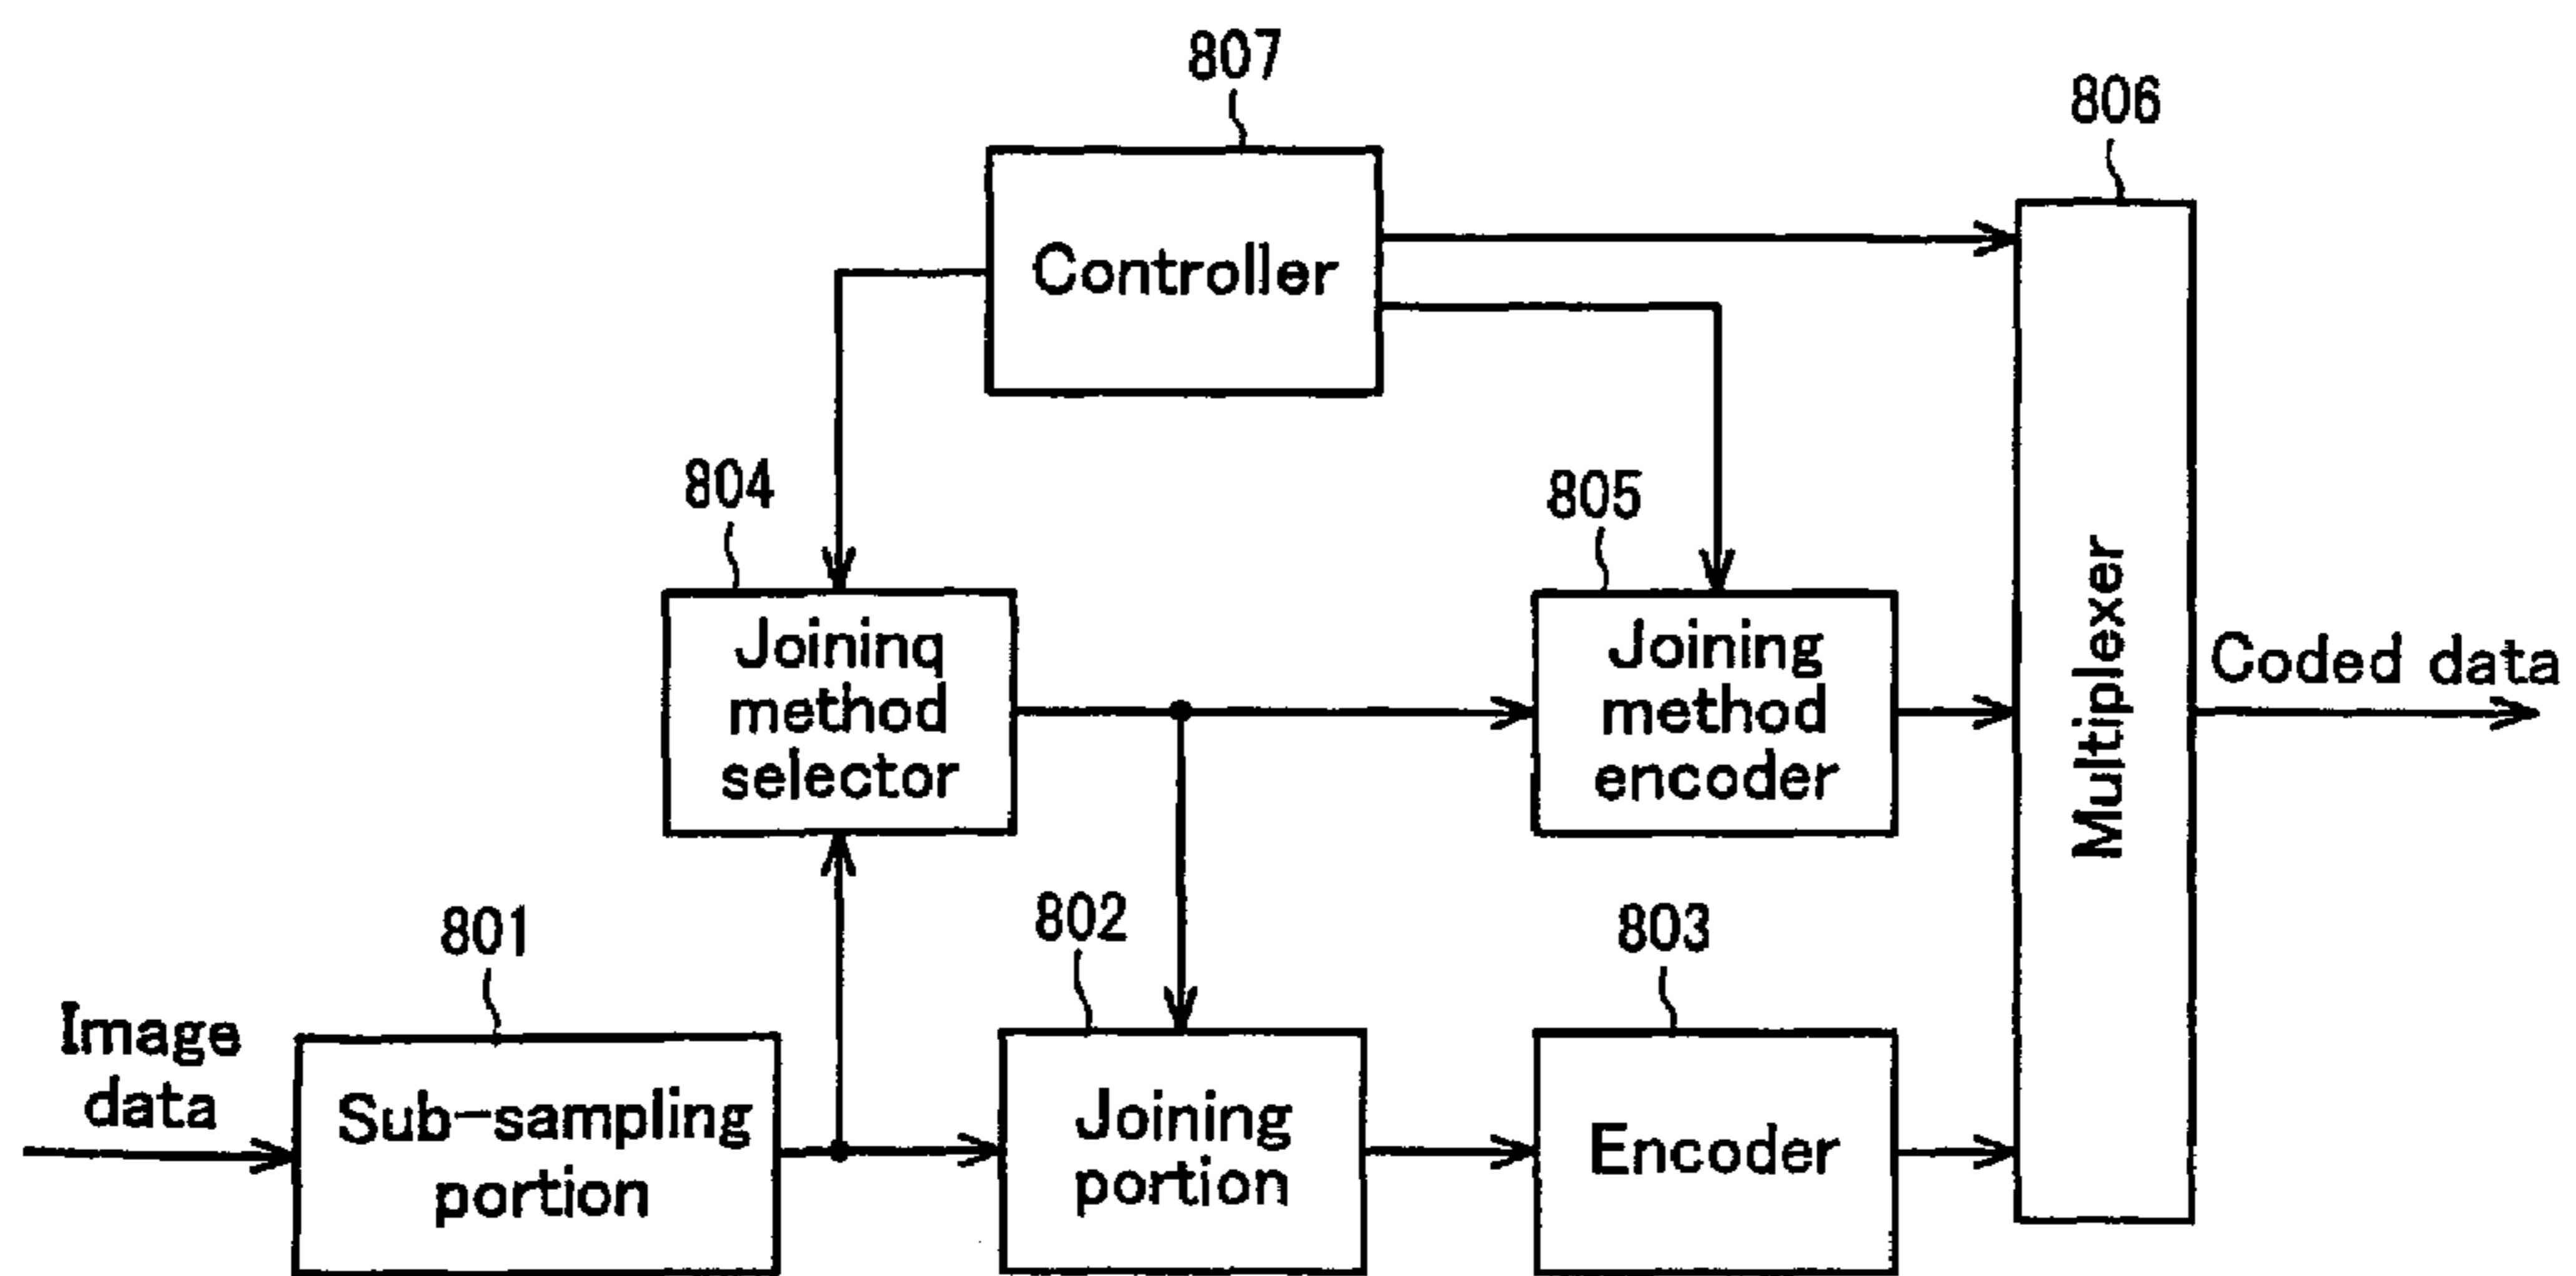 807
806
Controller
804
805
Joining
method
selector
Joining
method
encoder
Multiplexer
Coded data
801
802
803
Image
data
Sub-sampling
portion
Joining
portion
Encoder